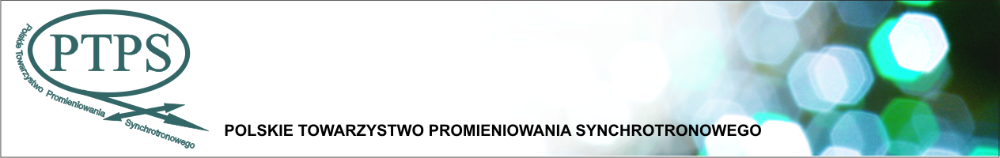 PTPS
Polskie Towarzystwo Promieniowania Synchrotronowego
POLSKIE TOWARZYSTWO PROMIENIOWANIA SYNCHROTRONOWEGO